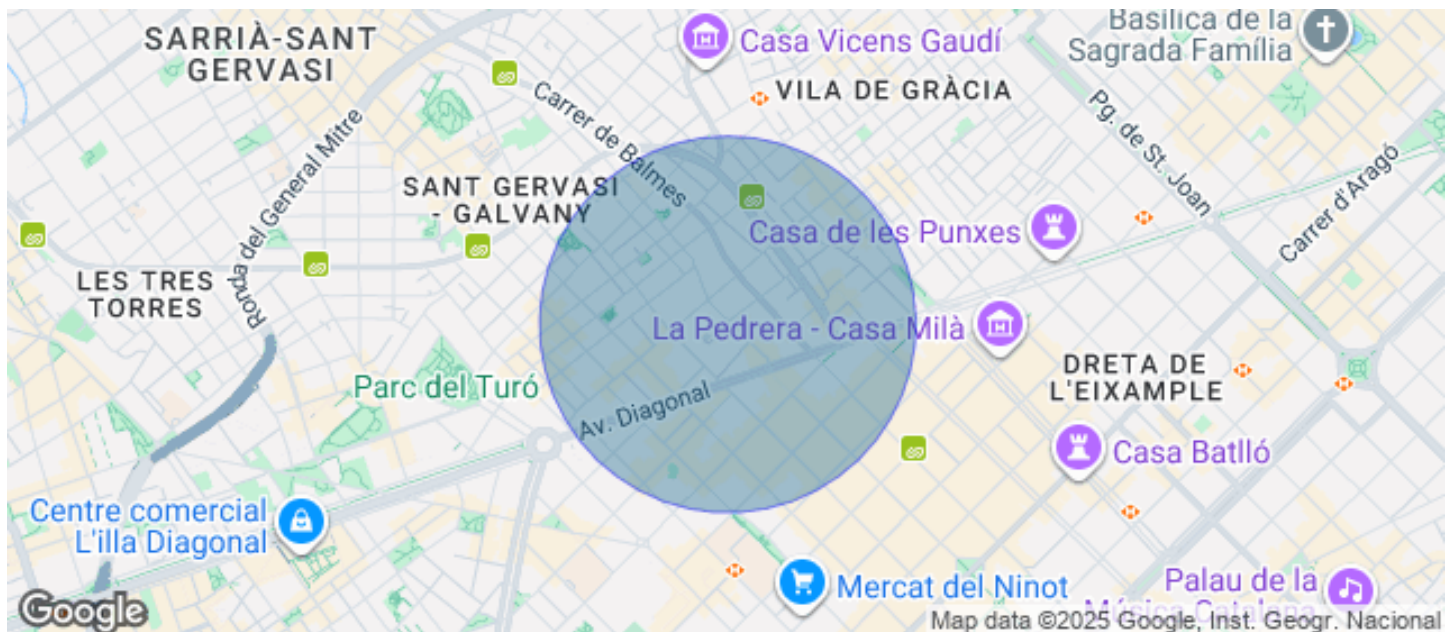 SARRIÀ-SANT
GERVASI
Casa Vicens Gaudí
Basílica de la
Sagrada Família
VILA DE GRÀCIA
Carrer de Balmes
Ronda del General Mitre
Pg. de St. Joan
Carrer d'Aragó
SANT GERVASI
- GALVANY
Casa de les Punxes
LES TRES
TORRES
La Pedrera - Casa Milà
DRETA DE
L'EIXAMPLE
Parc del Turó
Av. Diagonal
Casa Batlló
Centre comercial
L'illa Diagonal
Mercat del Ninot
Palau de la
Música Catalana
Google
Map data ©2025 Google, Inst. Geogr. Nacional